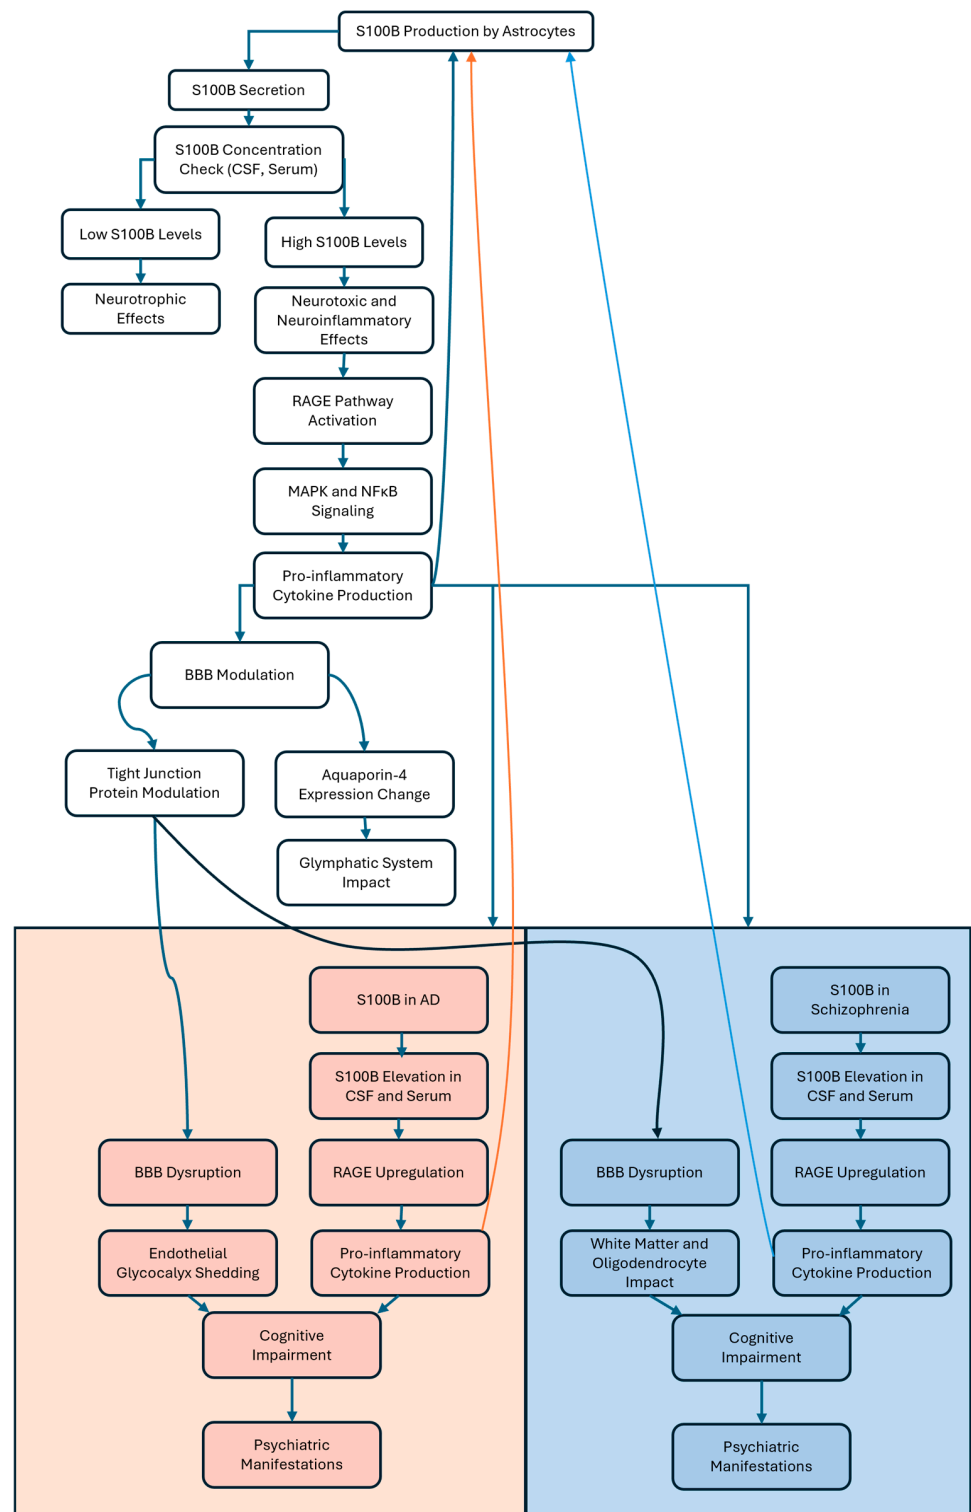 S100B Production by Astrocytes
S100B Secretion
S100B Concentration
Check (CSF, Serum)
Low S100B Levels
High S100B Levels
Neurotrophic
Effects
Neurotoxic and
Neuroinflammatory
Effects
RAGE Pathway
Activation
MAPK and NFκB
Signaling
Pro-inflammatory
Cytokine Production
BBB Modulation
Tight Junction
Protein Modulation
Aquaporin-4
Expression Change
Glymphatic System
Impact
S100B in AD
S100B Elevation in
CSF and Serum
BBB Dysruption
RAGE Upregulation
Endothelial
Glycocalyx Shedding
Pro-inflammatory
Cytokine Production
Cognitive
Impairment
Psychiatric
Manifestations
S100B in
Schizophrenia
S100B Elevation in
CSF and Serum
BBB Dysruption
RAGE Upregulation
White Matter and
Oligodendrocyte
Impact
Pro-inflammatory
Cytokine Production
Cognitive
Impairment
Psychiatric
Manifestations